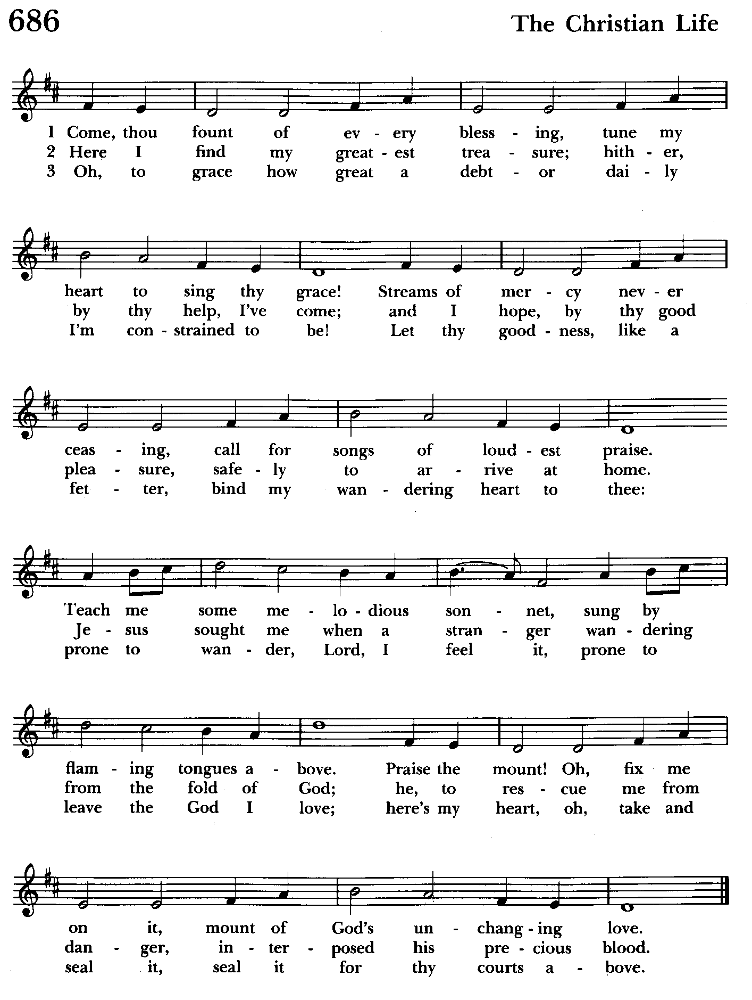 686
The Christian Life
1 Come, thou fount of ev - ery bless - ing, tune my
2 Here I find my great - est trea - sure; hith - er,
3 Oh, to grace how great a debt - or dai - ly
heart to sing thy grace! Streams of mer - cy nev - er
by thy help, I've come; and I hope, by thy good
I'm con - strained to be! Let thy good - ness, like a
ceas - ing, call for songs of loud - est praise.
plea - sure, safe - ly to ar - rive at home.
fet - ter, bind my wan - dering heart to thee:
Teach me some me - lo - dious son - net, sung by
Je - sus sought me when a stran - ger wan - dering
prone to wan - der, Lord, I feel it, prone to
flam - ing tongues a - bove. Praise the mount! Oh, fix me
from the fold of God; he, to res - cue me from
leave the God I love; here's my heart, oh, take and
on it, mount of God's un - chang - ing love.
dan - ger, in - ter - posed his pre - cious blood.
seal it, seal it for thy courts a - bove.